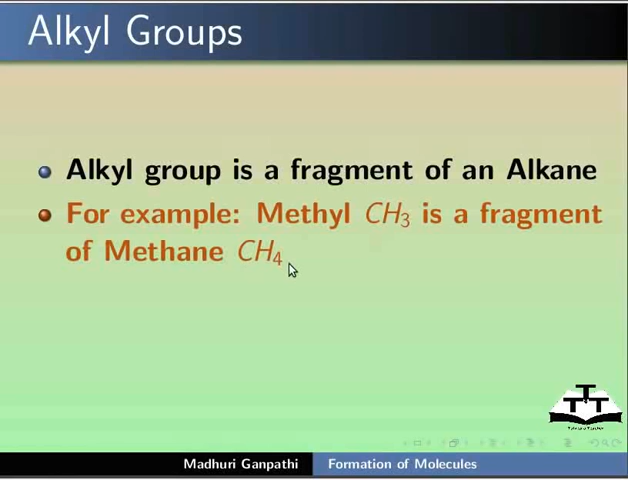 Alkyl Groups
Alkyl group is a fragment of an Alkane
For example: Methyl CH₃ is a fragment
of Methane CH₄
TTT
Madhuri Ganpathi Formation of Molecules